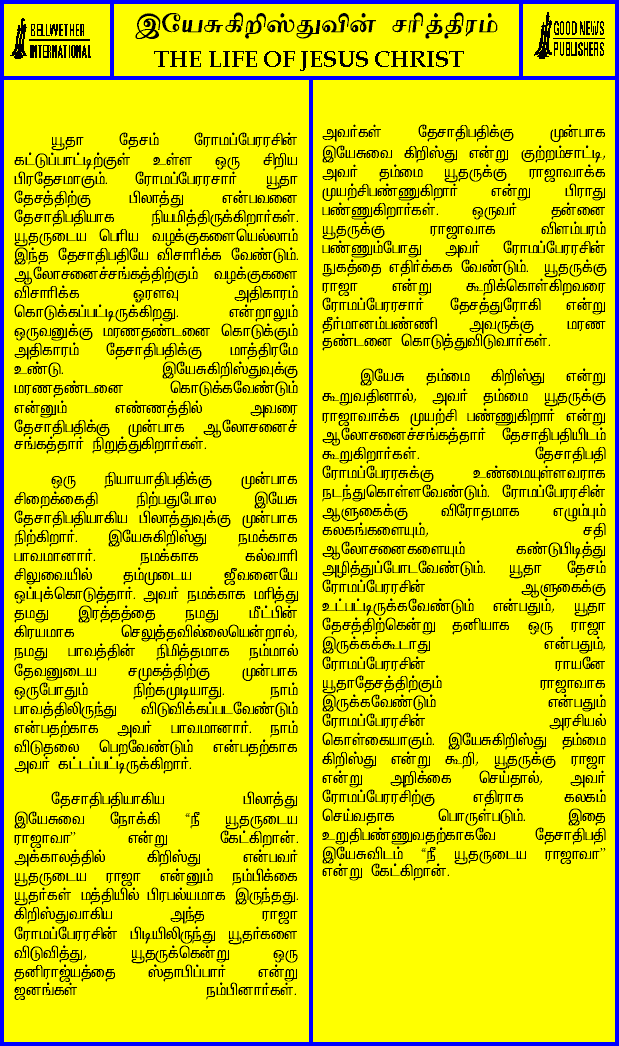 BELLWETHER
INTERNATIONAL
இயேசுகிறிஸ்துவின் சரித்திரம்
THE LIFE OF JESUS CHRIST
GOOD NEWS
PUBLISHERS
யூதா தேசம் ரோமப்பேரரசின்
கட்டுப்பாட்டிற்குள் உள்ள ஒரு சிறிய
பிரதேசமாகும். ரோமப்பேரரசார் யூதா
தேசத்திற்கு பிலாத்து என்பவனை
தேசாதிபதியாக நியமித்திருக்கிறார்கள்.
யூதருடைய பெரிய வழக்குகளையெல்லாம்
இந்த தேசாதிபதியே விசாரிக்க வேண்டும்.
ஆலோசனைச்சங்கத்திற்கும் வழக்குகளை
விசாரிக்க ஓரளவு அதிகாரம்
கொடுக்கப்பட்டிருக்கிறது. என்றாலும்
ஒருவனுக்கு மரணதண்டனை கொடுக்கும்
அதிகாரம் தேசாதிபதிக்கு மாத்திரமே
உண்டு. இயேசுகிறிஸ்துவுக்கு
மரணதண்டனை கொடுக்கவேண்டும்
என்னும் எண்ணத்தில் அவரை
தேசாதிபதிக்கு முன்பாக ஆலோசனைச்
சங்கத்தார் நிறுத்துகிறார்கள்.
ஒரு நியாயாதிபதிக்கு முன்பாக
சிறைக்கைதி நிற்பதுபோல இயேசு
தேசாதிபதியாகிய பிலாத்துவுக்கு முன்பாக
நிற்கிறார். இயேசுகிறிஸ்து நமக்காக
பாவமானார். நமக்காக கல்வாரி
சிலுவையில் தம்முடைய ஜீவனையே
ஒப்புக்கொடுத்தார். அவர் நமக்காக மரித்து
தமது இரத்தத்தை நமது மீட்பின்
கிரயமாக செலுத்தவில்லையென்றால்,
நமது பாவத்தின் நிமித்தமாக நம்மால்
தேவனுடைய சமுகத்திற்கு முன்பாக
ஒருபோதும் நிற்கமுடியாது. நாம்
பாவத்திலிருந்து விடுவிக்கப்படவேண்டும்
என்பதற்காக அவர் பாவமானார். நாம்
விடுதலை பெறவேண்டும் என்பதற்காக
அவர் கட்டப்பட்டிருக்கிறார்.
தேசாதிபதியாகிய பிலாத்து
இயேசுவை நோக்கி “நீ யூதருடைய
ராஜாவா” என்று கேட்கிறான்.
அக்காலத்தில் கிறிஸ்து என்பவர்
யூதருடைய ராஜா என்னும் நம்பிக்கை
யூதர்கள் மத்தியில் பிரபல்யமாக இருந்தது.
கிறிஸ்துவாகிய அந்த ராஜா
ரோமப்பேரரசின் பிடியிலிருந்து யூதர்களை
விடுவித்து, யூதருக்கென்று ஒரு
தனிராஜ்யத்தை ஸ்தாபிப்பார் என்று
ஜனங்கள் நம்பினார்கள்.
அவர்கள் தேசாதிபதிக்கு முன்பாக
இயேசுவை கிறிஸ்து என்று குற்றம்சாட்டி,
அவர் தம்மை யூதருக்கு ராஜாவாக்க
முயற்சிபண்ணுகிறார் என்று பிராது
பண்ணுகிறார்கள். ஒருவர் தன்னை
யூதருக்கு ராஜாவாக விளம்பரம்
பண்ணும்போது அவர் ரோமப்பேரரசின்
நுகத்தை எதிர்க்கக வேண்டும். யூதருக்கு
ராஜா என்று கூறிக்கொள்கிறவரை
ரோமப்பேரரசார் தேசத்துரோகி என்று
தீர்மானம்பண்ணி அவருக்கு மரண
தண்டனை கொடுத்துவிடுவார்கள்.
இயேசு தம்மை கிறிஸ்து என்று
கூறுவதினால், அவர் தம்மை யூதருக்கு
ராஜாவாக்க முயற்சி பண்ணுகிறார் என்று
ஆலோசனைச்சங்கத்தார் தேசாதிபதியிடம்
கூறுகிறார்கள். தேசாதிபதி
ரோமப்பேரரசுக்கு உண்மையுள்ளவராக
நடந்துகொள்ளவேண்டும். ரோமப்பேரரசின்
ஆளுகைக்கு விரோதமாக எழும்பும்
கலகங்களையும், சதி
ஆலோசனைகளையும் கண்டுபிடித்து
அழித்துப்போடவேண்டும். யூதா தேசம்
ரோமப்பேரரசின் ஆளுகைக்கு
உட்பட்டிருக்கவேண்டும் என்பதும், யூதா
தேசத்திற்கென்று தனியாக ஒரு ராஜா
இருக்கக்கூடாது என்பதும்,
ரோமப்பேரரசின் ராயனே
யூதாதேசத்திற்கும் ராஜாவாக
இருக்கவேண்டும் என்பதும்
ரோமப்பேரரசின் அரசியல்
கொள்கையாகும். இயேசுகிறிஸ்து தம்மை
கிறிஸ்து என்று கூறி, யூதருக்கு ராஜா
என்று அறிக்கை செய்தால், அவர்
ரோமப்பேரரசிற்கு எதிராக கலகம்
செய்வதாக பொருள்படும். இதை
உறுதிபண்ணுவதற்காகவே தேசாதிபதி
இயேசுவிடம் “நீ யூதருடைய ராஜாவா”
என்று கேட்கிறான்.